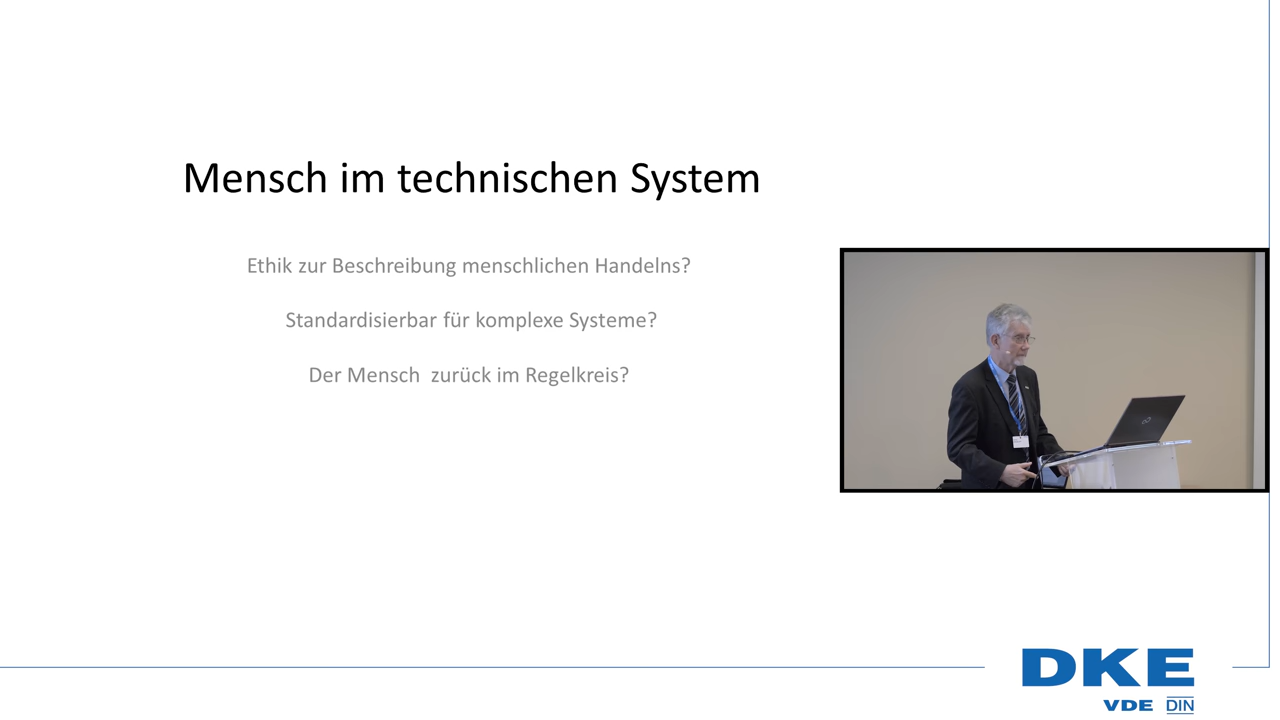 Mensch im technischen System
Ethik zur Beschreibung menschlichen Handelns?
Standardisierbar für komplexe Systeme?
Der Mensch  zurück im Regelkreis?
DKE
VDE DIN